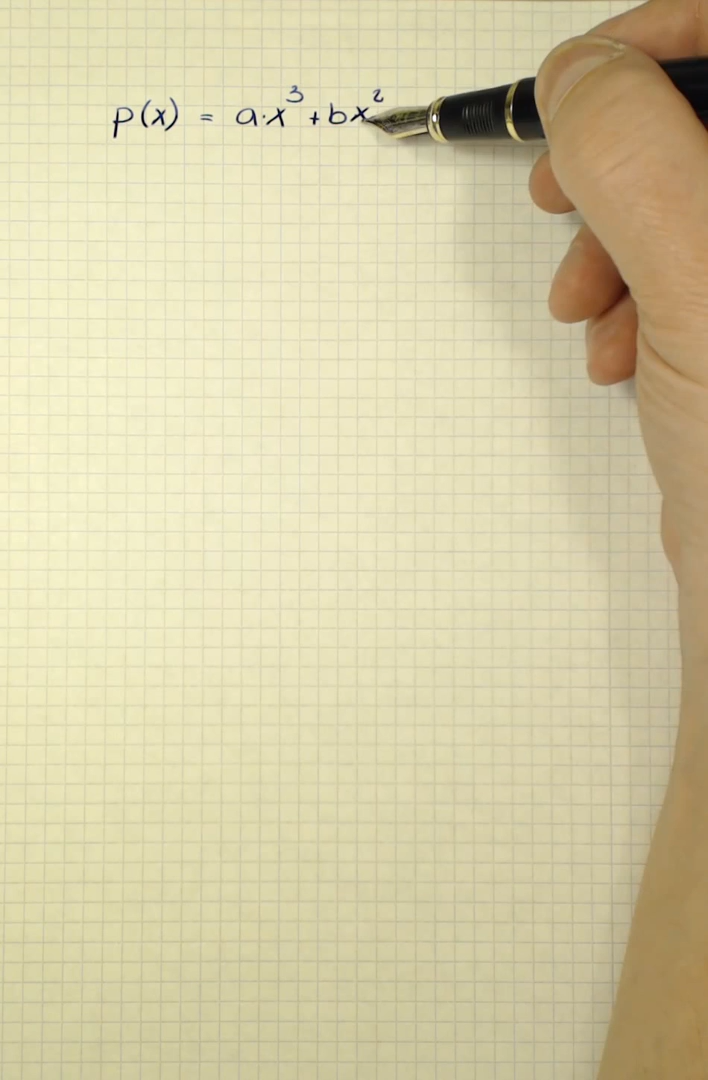 p(x) = a·x³+bx²